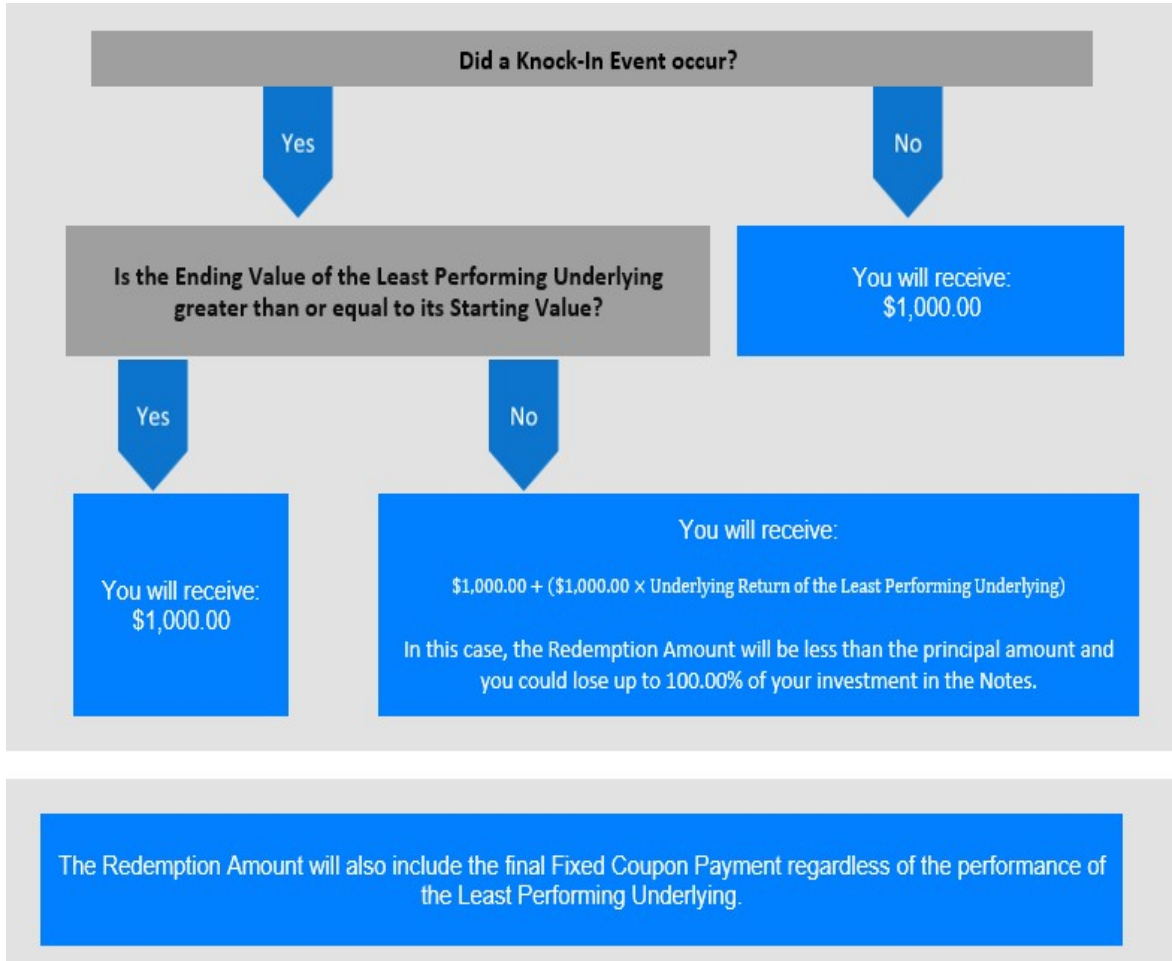 Did a Knock-In Event occur?
Yes
No
Is the Ending Value of the Least Performing Underlying
greater than or equal to its Starting Value?
You will receive:
$1,000.00
Yes
No
You will receive:
$1,000.00
You will receive:
$1,000.00 + ($1,000.00 × Underlying Return of the Least Performing Underlying)
In this case, the Redemption Amount will be less than the principal amount and
you could lose up to 100.00% of your investment in the Notes.
The Redemption Amount will also include the final Fixed Coupon Payment regardless of the performance of
the Least Performing Underlying.